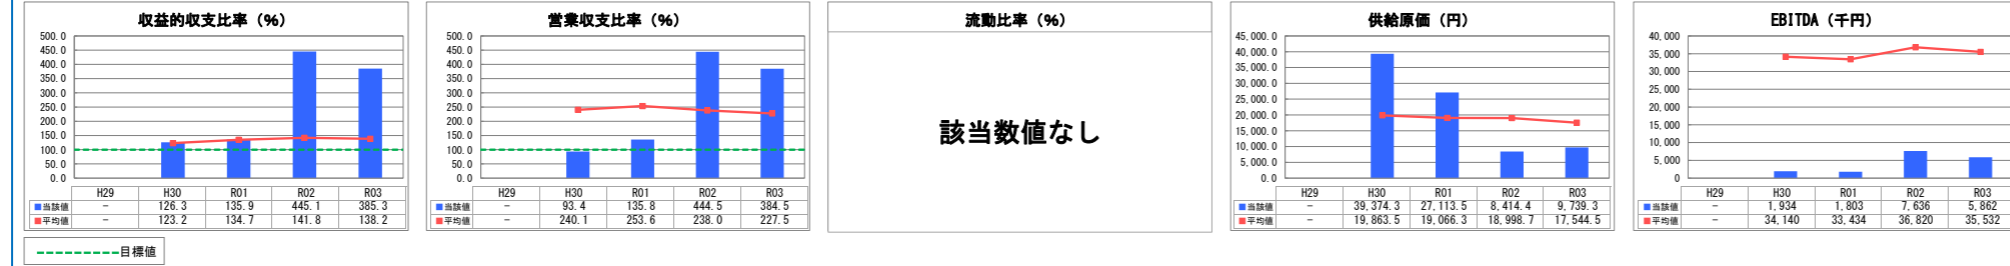 収益的収支比率（％）
500.0
450.0
400.0
350.0
300.0
250.0
200.0
150.0
100.0
50.0
0.0
H29 H30 R01 R02 R03
■当該値 － 126.3 135.9 445.1 385.3
■平均値 － 123.2 134.7 141.8 138.2
営業収支比率（％）
500.0
450.0
400.0
350.0
300.0
250.0
200.0
150.0
100.0
50.0
0.0
H29 H30 R01 R02 R03
■当該値 － 93.4 135.8 444.5 384.5
■平均値 － 240.1 253.6 238.0 227.5
流動比率（％）
該当数値なし
供給原価（円）
45,000.0
40,000.0
35,000.0
30,000.0
25,000.0
20,000.0
15,000.0
10,000.0
5,000.0
0.0
H29 H30 R01 R02 R03
■当該値 － 39,374.3 27,113.5 8,414.4 9,739.3
■平均値 － 19,863.5 19,066.3 18,998.7 17,544.5
EBITDA（千円）
40,000
35,000
30,000
25,000
20,000
15,000
10,000
5,000
0
H29 H30 R01 R02 R03
■当該値 － 1,934 1,803 7,636 5,862
■平均値 － 34,140 33,434 36,820 35,532
目標値